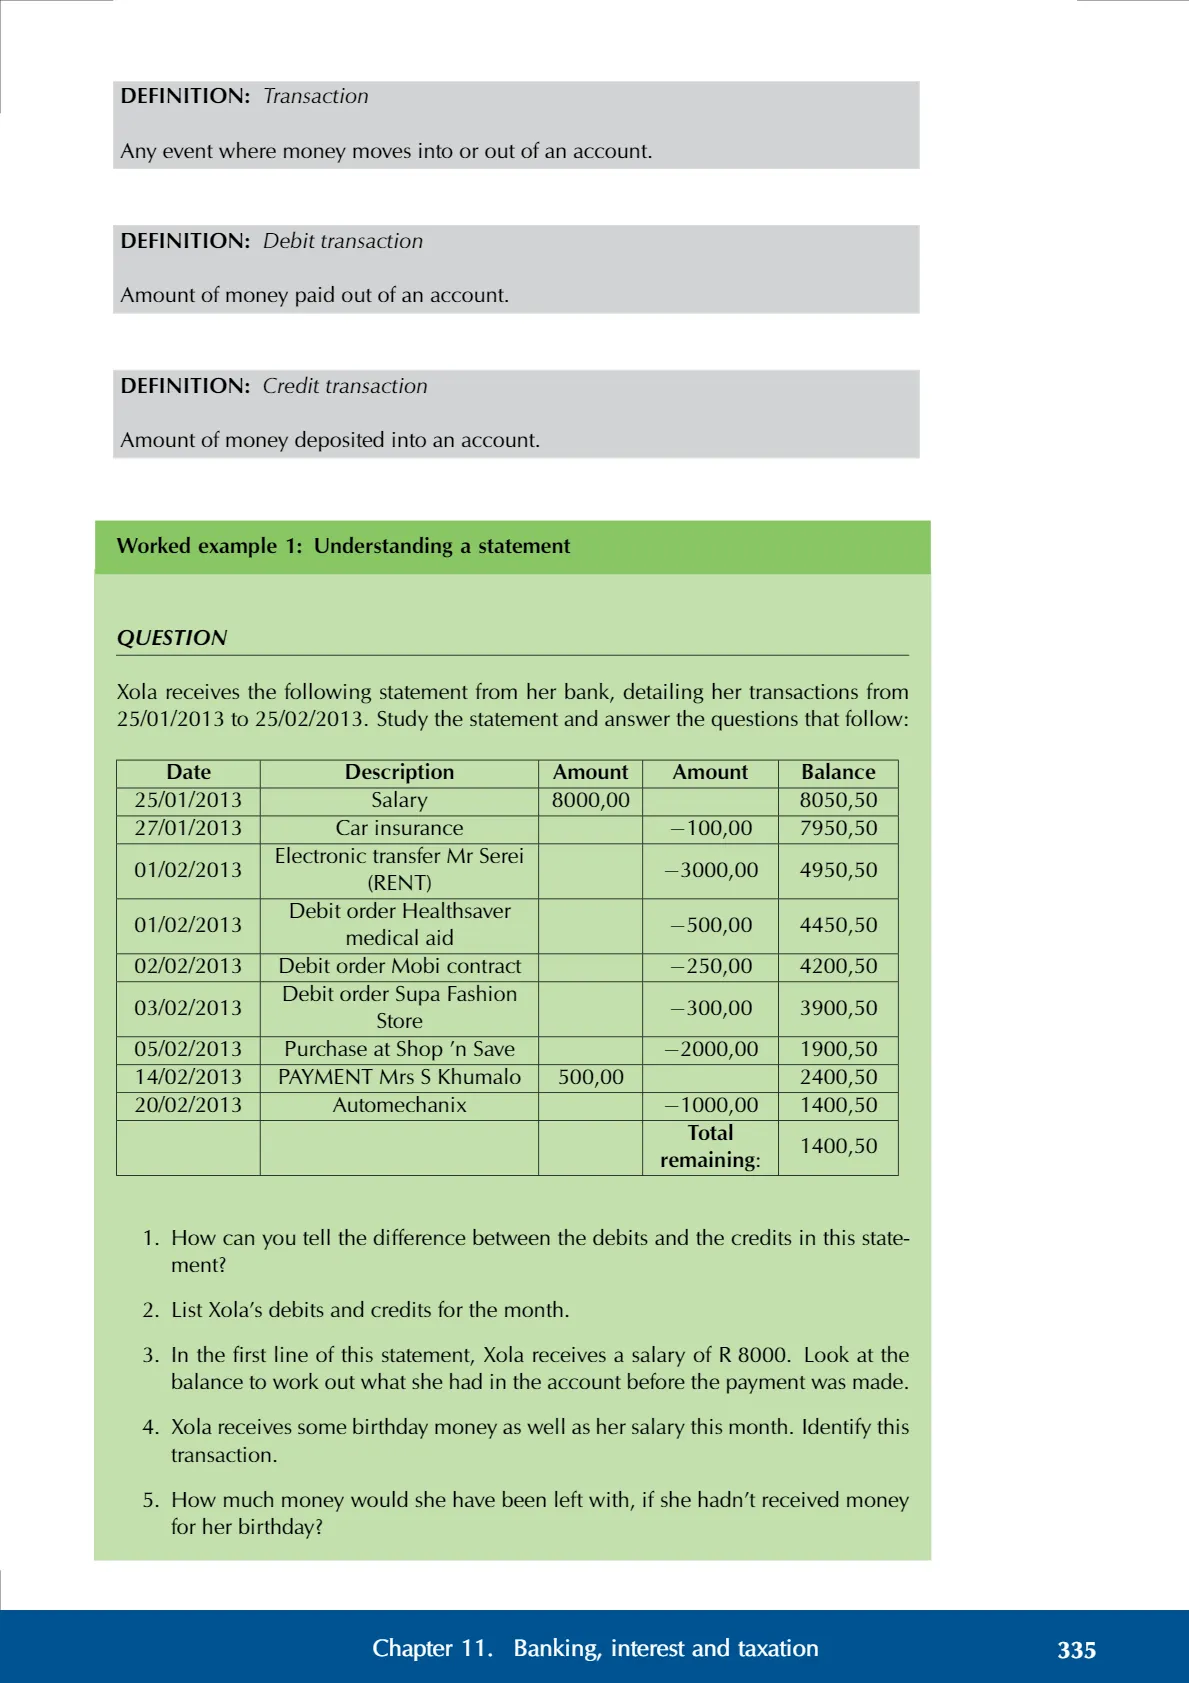 DEFINITION: Transaction
Any event where money moves into or out of an account.
DEFINITION: Debit transaction
Amount of money paid out of an account.
DEFINITION: Credit transaction
Amount of money deposited into an account.
Worked example 1: Understanding a statement
QUESTION
Xola receives the following statement from her bank, detailing her transactions from
25/01/2013 to 25/02/2013. Study the statement and answer the questions that follow:
Date Description Amount Amount Balance
25/01/2013 Salary 8000,00 8050,50
27/01/2013 Car insurance −100,00 7950,50
01/02/2013 Electronic transfer Mr Serei
(RENT) −3000,00 4950,50
01/02/2013 Debit order Healthsaver
medical aid −500,00 4450,50
02/02/2013 Debit order Mobi contract −250,00 4200,50
03/02/2013 Debit order Supa Fashion
Store −300,00 3900,50
05/02/2013 Purchase at Shop ’n Save −2000,00 1900,50
14/02/2013 PAYMENT Mrs S Khumalo 500,00 2400,50
20/02/2013 Automechanix −1000,00 1400,50
Total
remaining: 1400,50
1. How can you tell the difference between the debits and the credits in this state-
ment?
2. List Xola’s debits and credits for the month.
3. In the first line of this statement, Xola receives a salary of R 8000. Look at the
balance to work out what she had in the account before the payment was made.
4. Xola receives some birthday money as well as her salary this month. Identify this
transaction.
5. How much money would she have been left with, if she hadn’t received money
for her birthday?
Chapter 11. Banking, interest and taxation 335